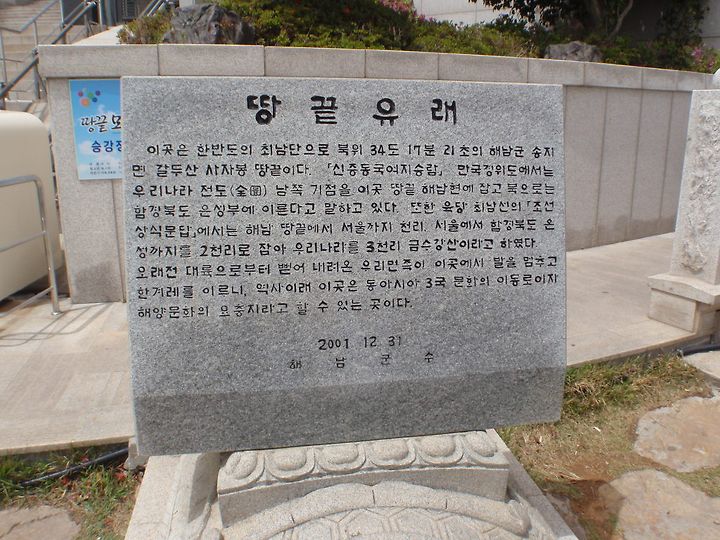 땅끝유래
이곳은 한반도의 최남단으로 북위 34도 17분 21초의 해남군 송지
면 갈두산 사자봉 땅끝이다. 「신증동국여지승람」 만국경위도에서는
우리나라 전도(全圖) 남쪽 기점을 이곳 땅끝 해남현에 잡고 북으로는
함경북도 온성부에 이른다고 말하고 있다. 또한 육당 최남선의 「조선
상식문답」에서는 해남 땅끝에서 서울까지 천리, 서울에서 함경북도 온
성까지를 2천리로 잡아 우리나라를 3천리 금수강산이라고 하였다.
오래전 대륙으로부터 뻗어 내려온 우리민족이 이곳에서 발을 멈추고
한겨레를 이루니, 역사이래 이곳은 동아시아 3국 문화의 이동로이자
해양문화의 요충지라고 할 수 있는 곳이다.
2001. 12. 31
해남군수
땅끝 모
승강장